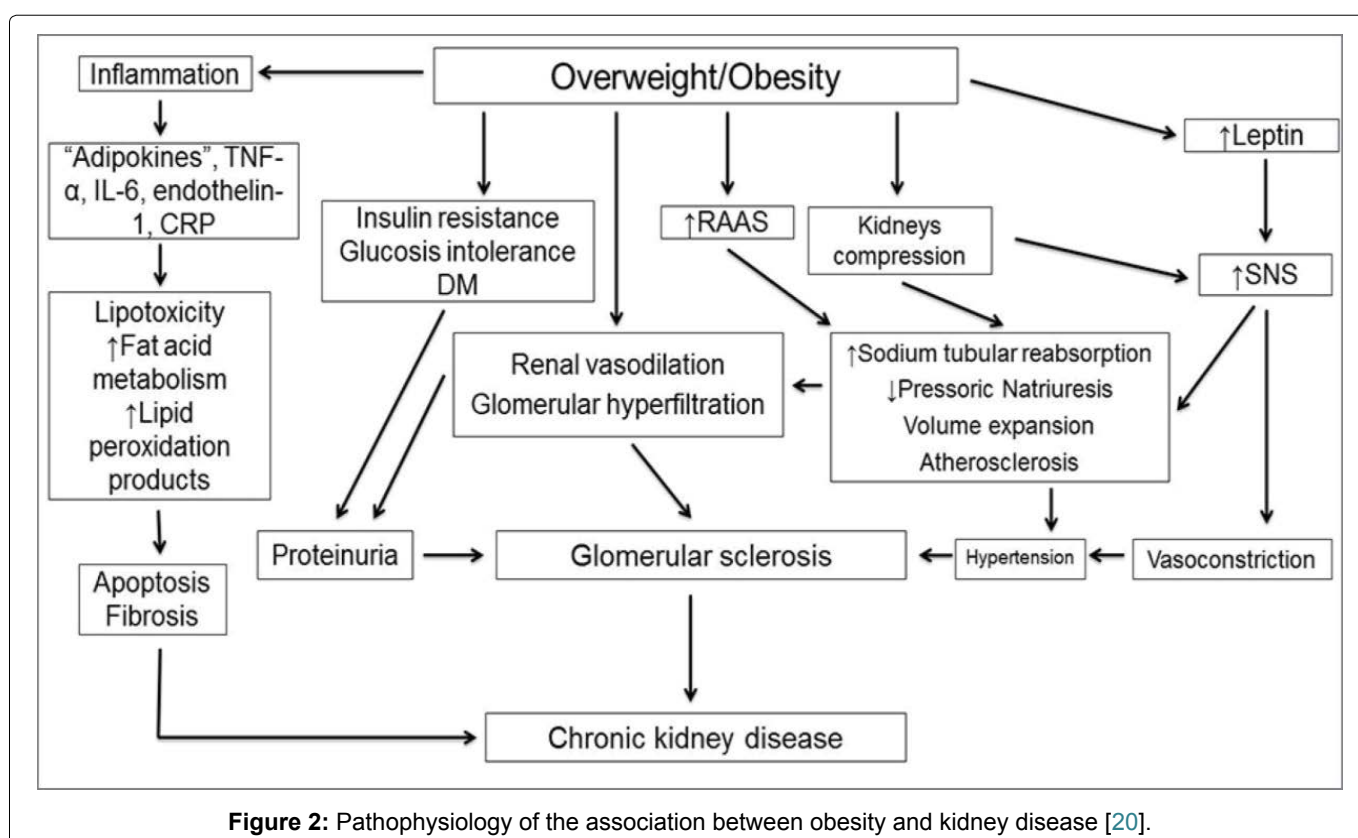 Inflammation
Overweight/Obesity
↑Leptin
“Adipokines”, TNF-
α, IL-6, endothelin-
1, CRP
Insulin resistance
Glucosis intolerance
DM
↑RAAS
Kidneys
compression
↑SNS
Lipotoxicity
↑Fat acid
metabolism
↑Lipid
peroxidation
products
Renal vasodilation
Glomerular hyperfiltration
↑Sodium tubular reabsorption
↓Pressoric Natriuresis
Volume expansion
Atherosclerosis
Proteinuria
Glomerular sclerosis
Hypertension
Vasoconstriction
Apoptosis
Fibrosis
Chronic kidney disease
Figure 2: Pathophysiology of the association between obesity and kidney disease [20].